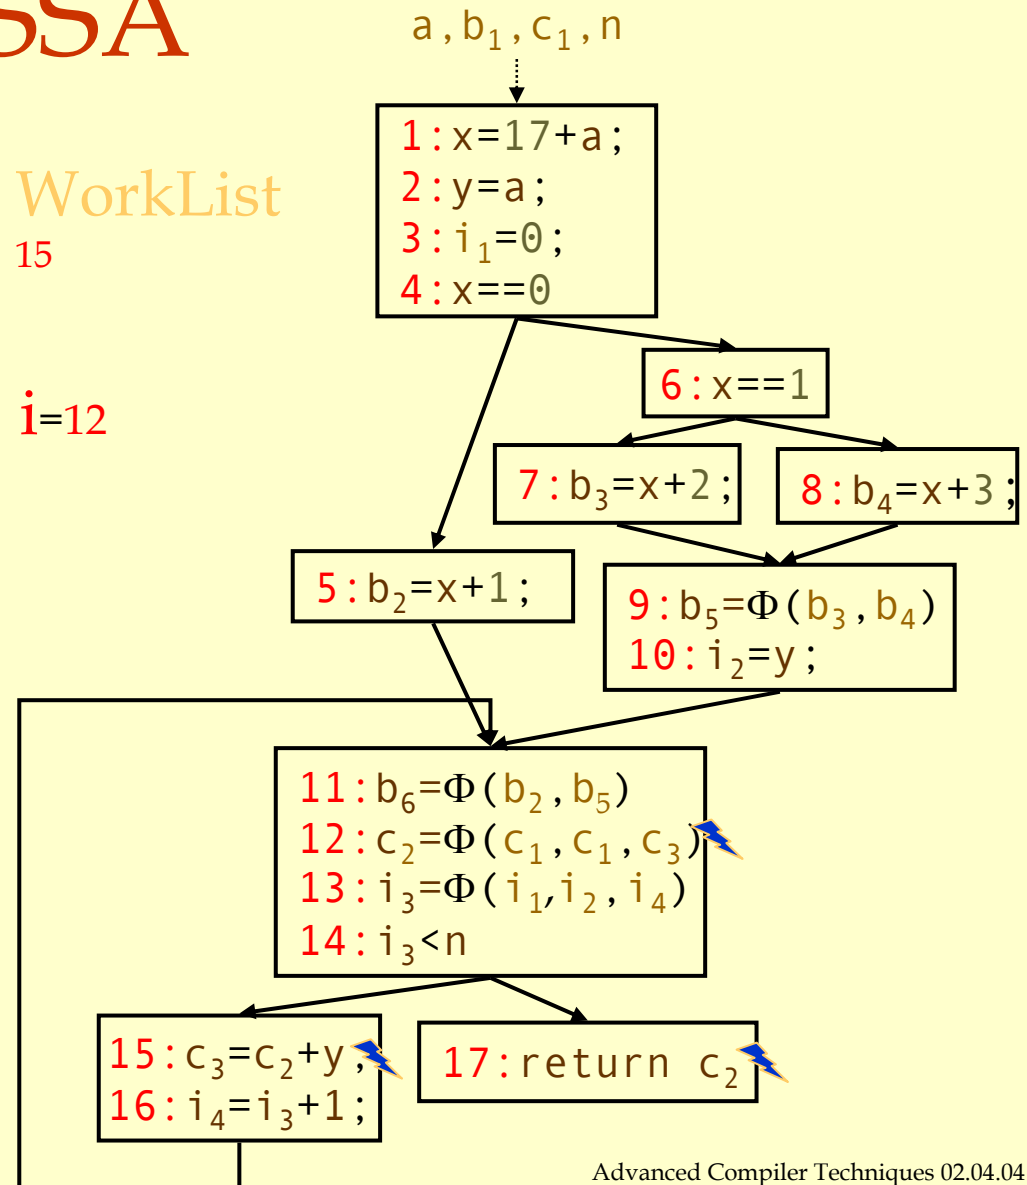 SSA
a,b₁,c₁,n
WorkList
15
i=12
1:x=17+a;
2:y=a;
3:i₁=0;
4:x==0
6:x==1
7:b₃=x+2;
8:b₄=x+3;
5:b₂=x+1;
9:b₅=Φ(b₃,b₄)
10:i₂=y;
11:b₆=Φ(b₂,b₅)
12:c₂=Φ(c₁,c₁,c₃)
13:i₃=Φ(i₁,i₂,i₄)
14:i₃<n
15:c₃=c₂+y;
16:i₄=i₃+1;
17:return c₂
Advanced Compiler Techniques 02.04.04